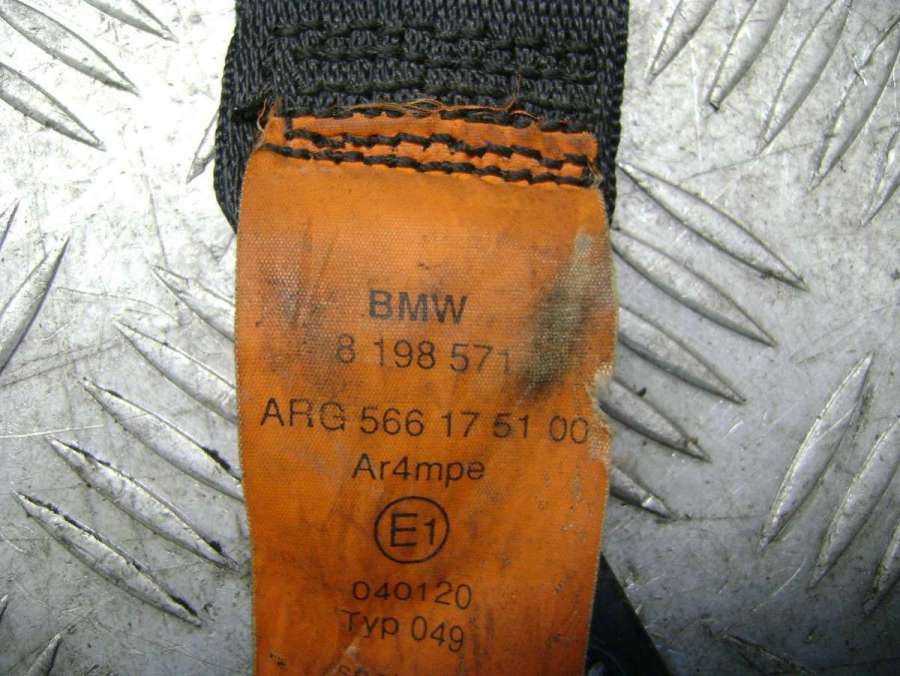 BMW
8 198 571
ARG 566 17 51 00
Ar4mpe
E1
040120
Typ 049